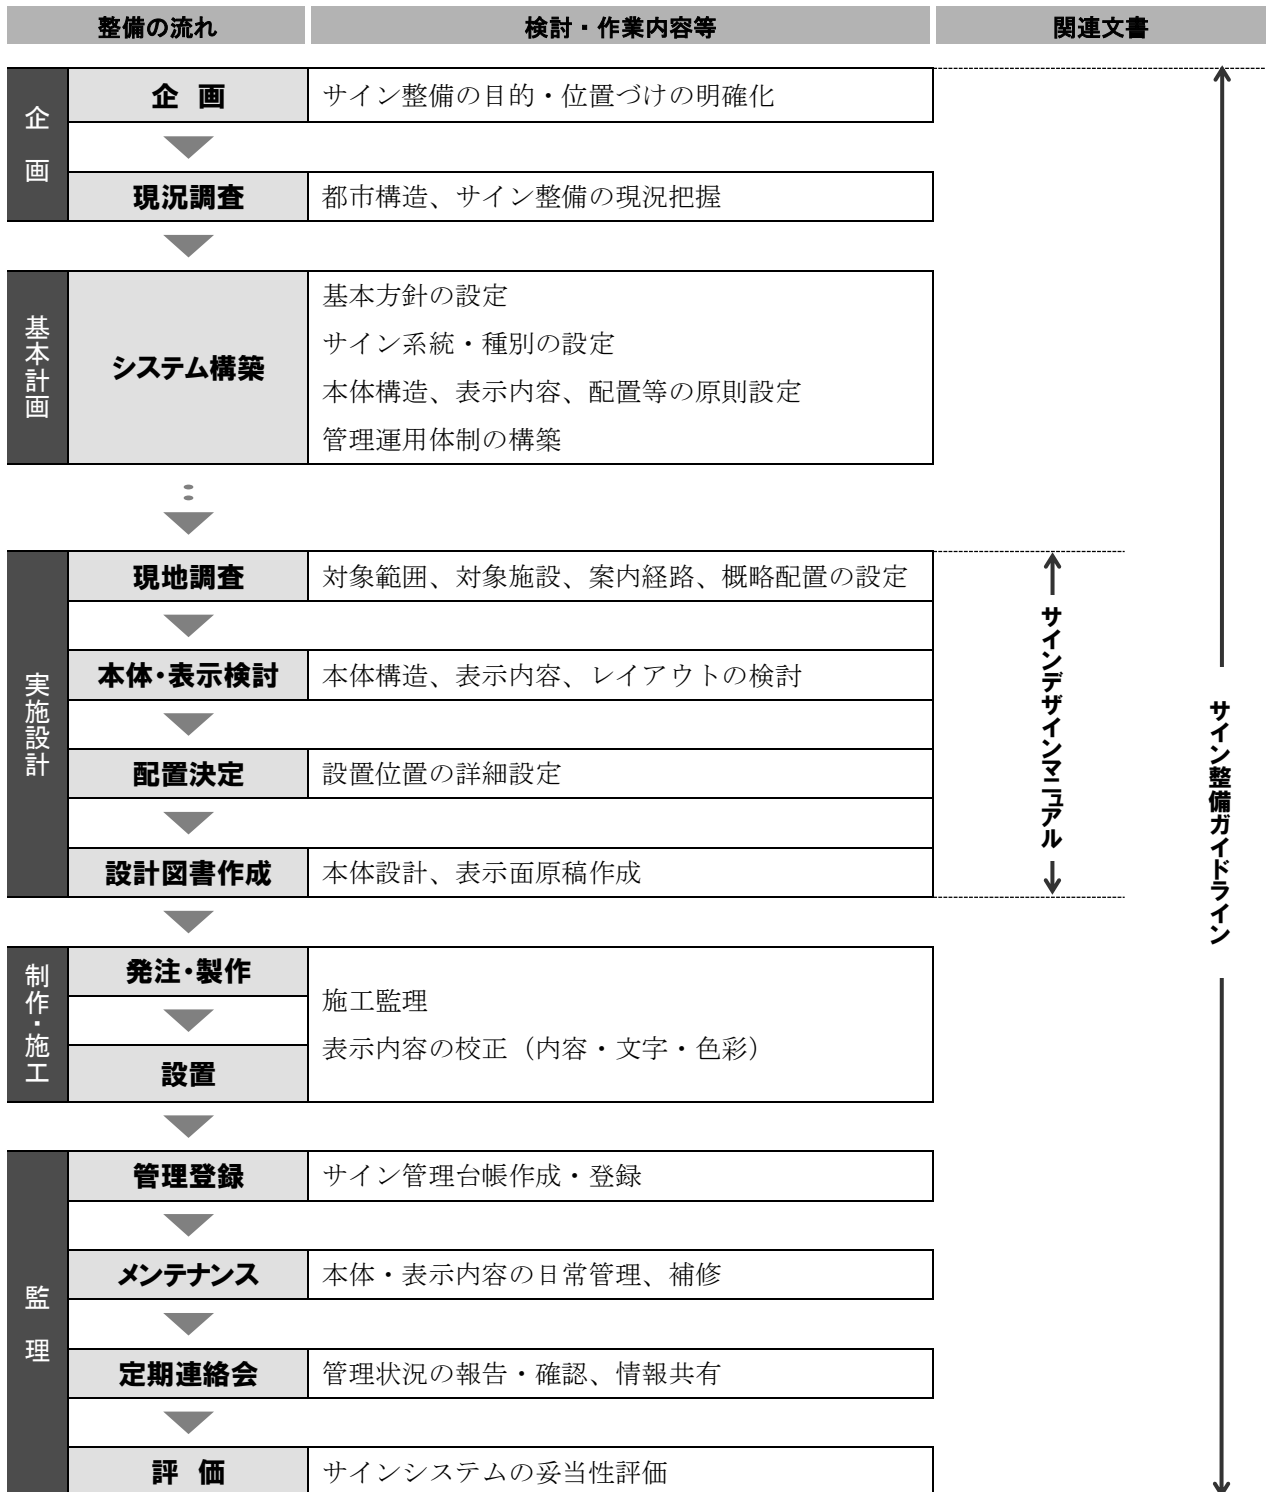 整備の流れ
検討・作業内容等
関連文書
企画
企 画
サイン整備の目的・位置づけの明確化
現況調査
都市構造、サイン整備の現況把握
基本計画
システム構築
基本方針の設定
サイン系統・種別の設定
本体構造、表示内容、配置等の原則設定
管理運用体制の構築
実施設計
現地調査
対象範囲、対象施設、案内経路、概略配置の設定
本体・表示検討
本体構造、表示内容、レイアウトの検討
配置決定
設置位置の詳細設定
設計図書作成
本体設計、表示面原稿作成
サインデザインマニュアル
サイン整備ガイドライン
制作・施工
発注・製作
設置
施工監理
表示内容の校正（内容・文字・色彩）
監理
管理登録
サイン管理台帳作成・登録
メンテナンス
本体・表示内容の日常管理、補修
定期連絡会
管理状況の報告・確認、情報共有
評 価
サインシステムの妥当性評価